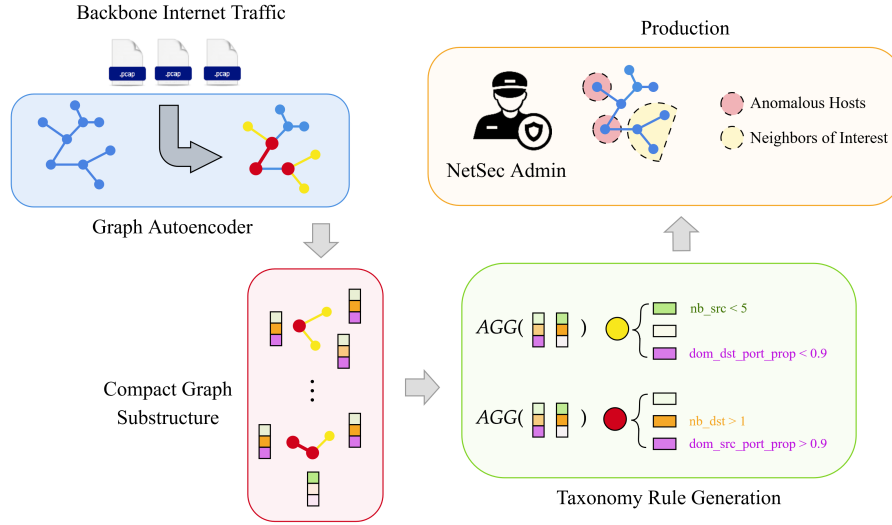 Backbone Internet Traffic
.pcap
.pcap
.pcap
Graph Autoencoder
Production
NetSec Admin
Anomalous Hosts
Neighbors of Interest
Compact Graph
Substructure
AGG( )
nb_src < 5
dom_dst_port_prop < 0.9
AGG( )
nb_dst > 1
dom_src_port_prop > 0.9
Taxonomy Rule Generation